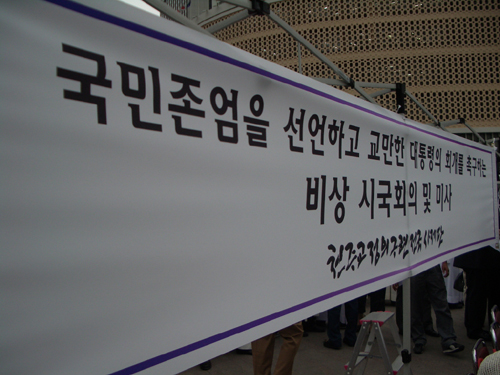 국민존엄을 선언하고 교만한 대통령의 회개를 촉구하는
비상 시국회의 및 미사
천주교정의구현전국사제단